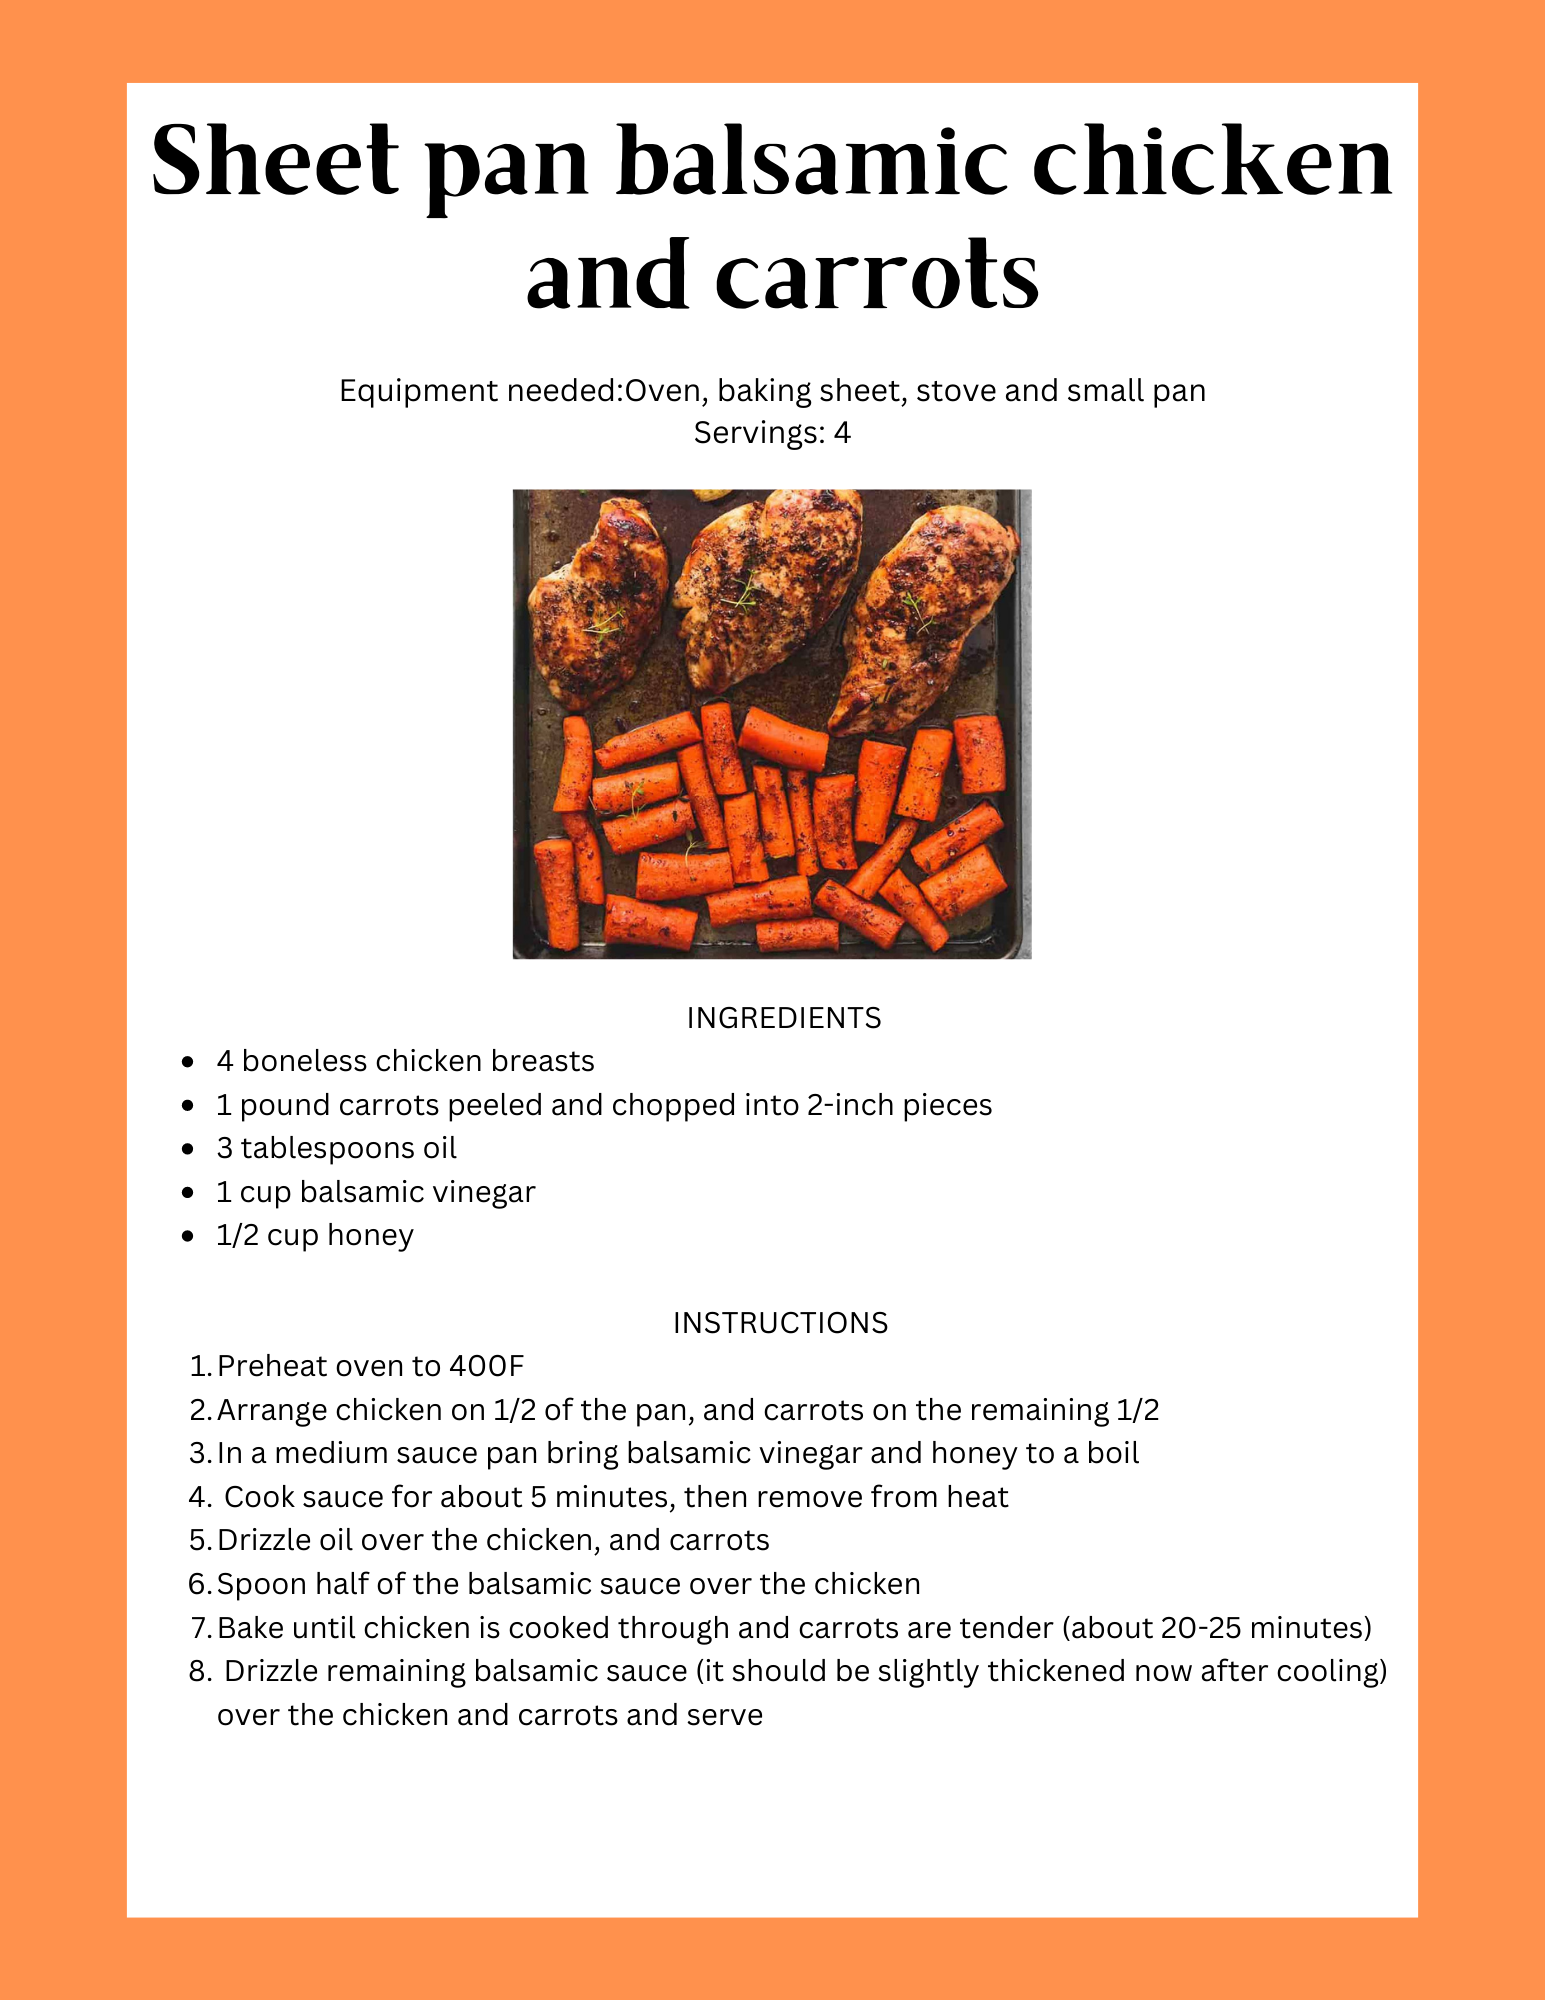 Sheet pan balsamic chicken
and carrots
Equipment needed:Oven, baking sheet, stove and small pan
Servings: 4
INGREDIENTS
• 4 boneless chicken breasts
• 1 pound carrots peeled and chopped into 2-inch pieces
• 3 tablespoons oil
• 1 cup balsamic vinegar
• 1/2 cup honey
INSTRUCTIONS
1. Preheat oven to 400F
2. Arrange chicken on 1/2 of the pan, and carrots on the remaining 1/2
3. In a medium sauce pan bring balsamic vinegar and honey to a boil
4. Cook sauce for about 5 minutes, then remove from heat
5. Drizzle oil over the chicken, and carrots
6. Spoon half of the balsamic sauce over the chicken
7. Bake until chicken is cooked through and carrots are tender (about 20-25 minutes)
8. Drizzle remaining balsamic sauce (it should be slightly thickened now after cooling)
over the chicken and carrots and serve